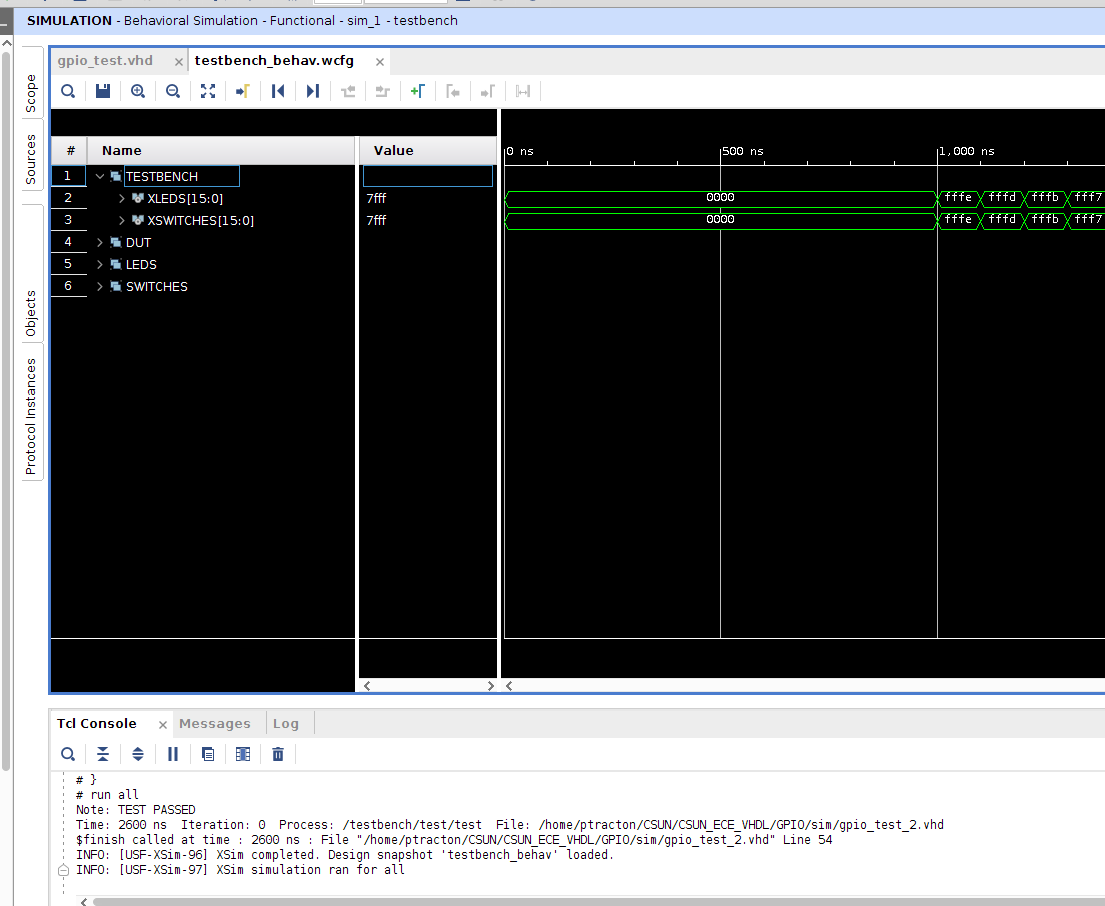 SIMULATION - Behavioral Simulation - Functional - sim_1 - testbench
Scope
Sources
Objects
Protocol Instances
gpio_test.vhd
testbench_behav.wcfg
# Name Value
0 ns 500 ns 1,000 ns
1 TESTBENCH
2 XLEDS[15:0] 7fff 0000 fffe fffd fffb fff7
3 XSWITCHES[15:0] 7fff 0000 fffe fffd fffb fff7
4 DUT
5 LEDS
6 SWITCHES
Tcl Console Messages Log
# }
# run all
Note: TEST PASSED
Time: 2600 ns  Iteration: 0  Process: /testbench/test/test  File: /home/ptracton/CSUN/CSUN_ECE_VHDL/GPIO/sim/gpio_test_2.vhd
$finish called at time : 2600 ns : File "/home/ptracton/CSUN/CSUN_ECE_VHDL/GPIO/sim/gpio_test_2.vhd" Line 54
INFO: [USF-XSim-96] XSim completed. Design snapshot 'testbench_behav' loaded.
INFO: [USF-XSim-97] XSim simulation ran for all